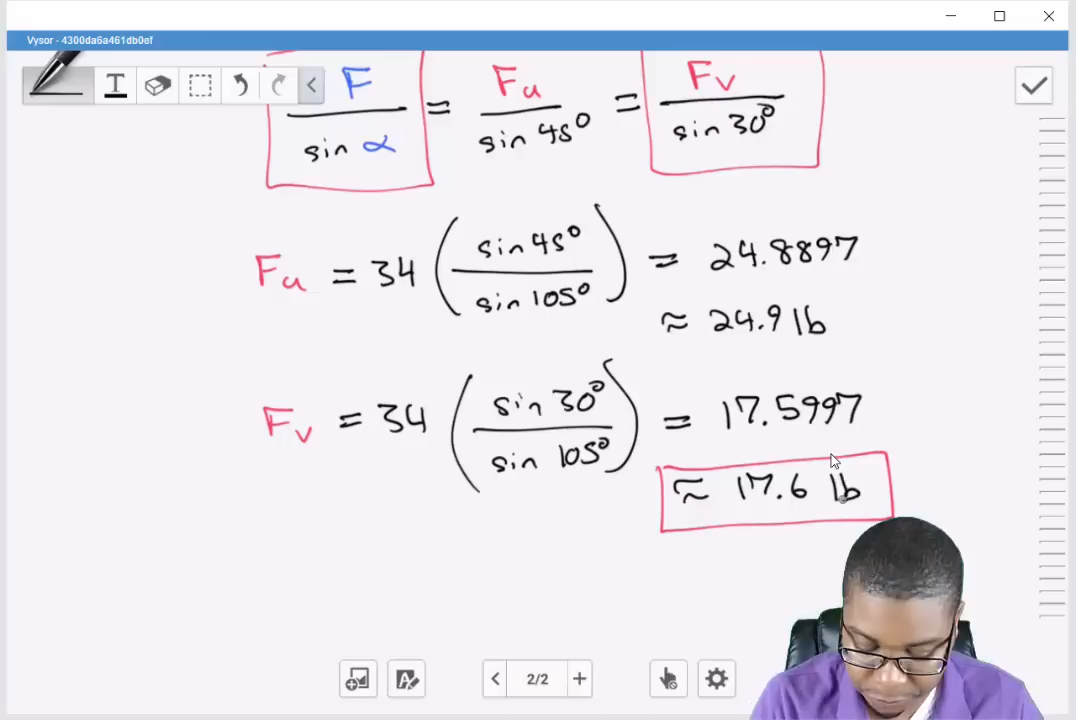 Vysor - 4300da6a461db0ef
T
F/sin α = Fu/sin 45° = Fv/sin 30°
Fu = 34 (sin 45°/sin 105°) = 24.8897
≈ 24.9 lb
Fv = 34 (sin 30°/sin 105°) = 17.5997
≈ 17.6 lb
2/2